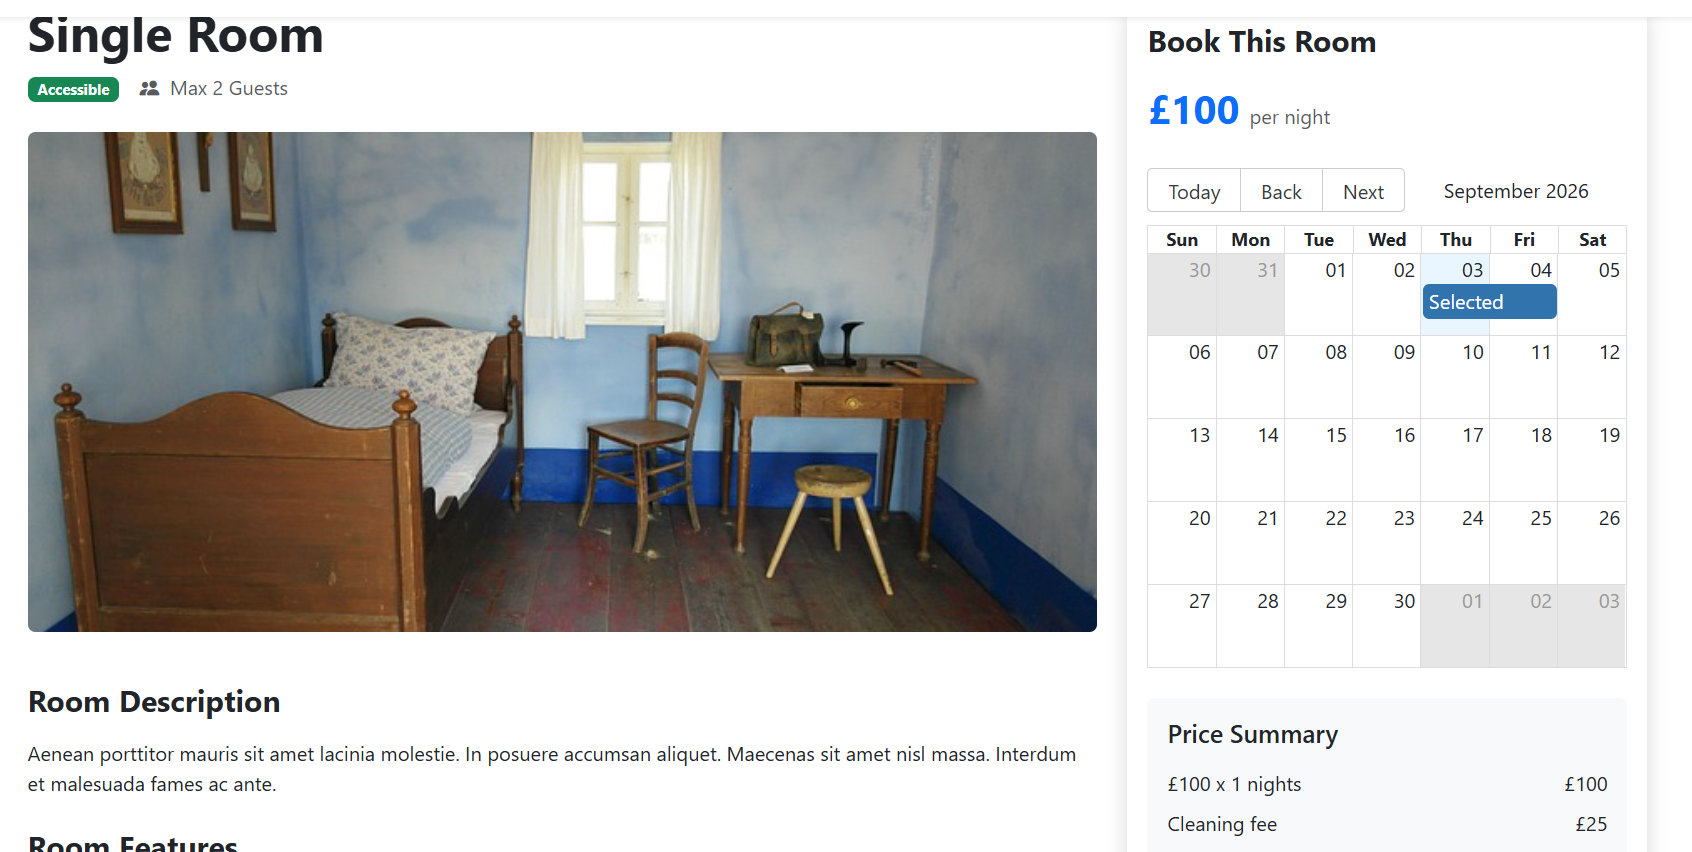 Single Room
Accessible
Max 2 Guests
Room Description
Aenean porttitor mauris sit amet lacinia molestie. In posuere accumsan aliquet. Maecenas sit amet nisl massa. Interdum
et malesuada fames ac ante.
Room Features
Book This Room
£100 per night
Today Back Next September 2026
Sun Mon Tue Wed Thu Fri Sat
30 31 01 02 03 04 05
Selected
06 07 08 09 10 11 12
13 14 15 16 17 18 19
20 21 22 23 24 25 26
27 28 29 30 01 02 03
Price Summary
£100 x 1 nights £100
Cleaning fee £25